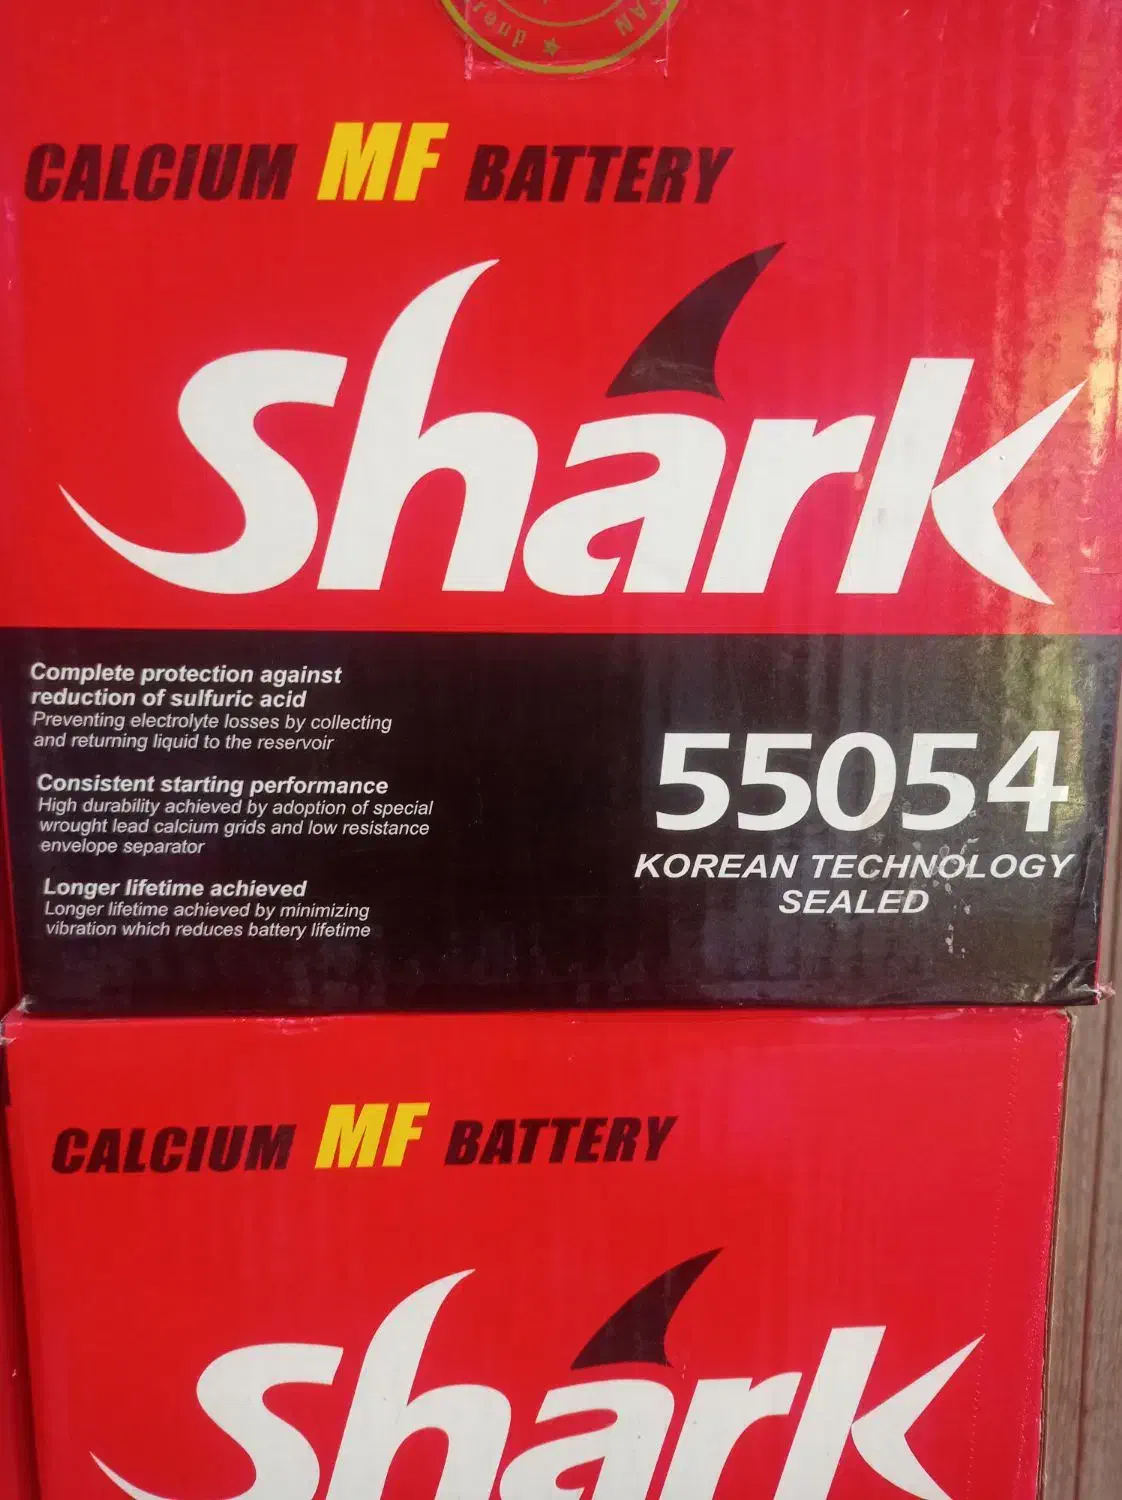 CALCIUM MF BATTERY
Shark
Complete protection against
reduction of sulfuric acid
Preventing electrolyte losses by collecting
and returning liquid to the reservoir
Consistent starting performance
High durability achieved by adoption of special
wrought lead calcium grids and low resistance
envelope separator
Longer lifetime achieved
Longer lifetime achieved by minimizing
vibration which reduces battery lifetime
55054
KOREAN TECHNOLOGY
SEALED
CALCIUM MF BATTERY
Shark